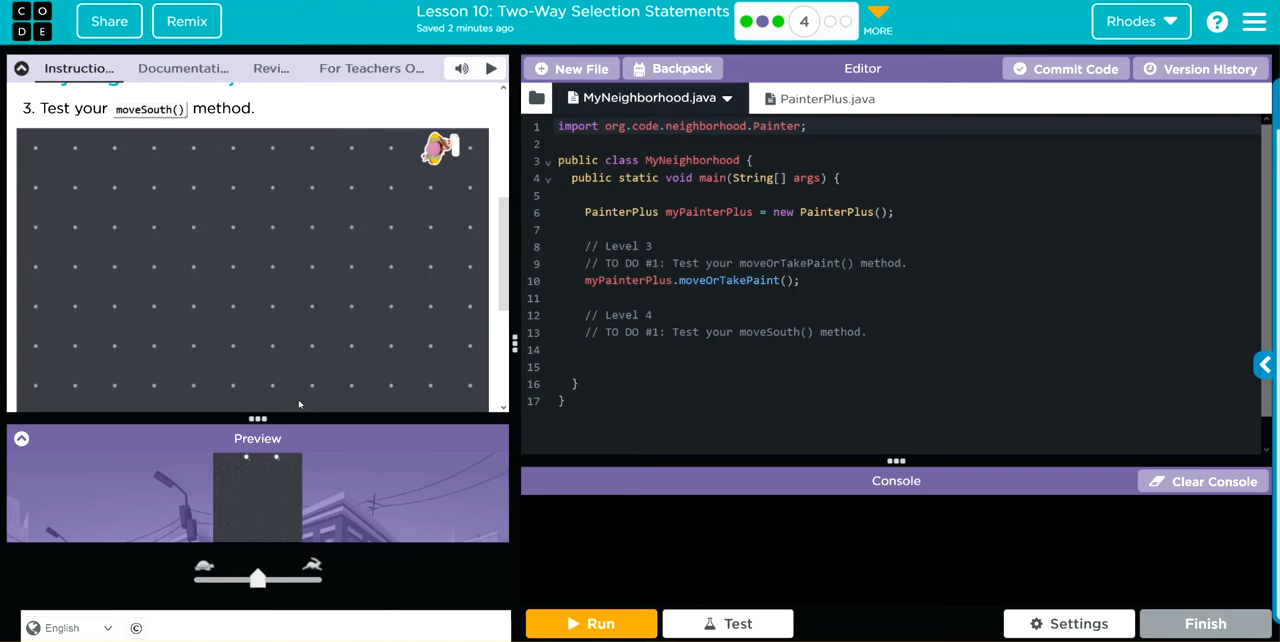 CO
DE
Share
Remix
Lesson 10: Two-Way Selection Statements
Saved 2 minutes ago
4
MORE
Rhodes
?
Instructio...
Documentati...
Revi...
For Teachers O...
3. Test your moveSouth() method.
Preview
English
©
New File
Backpack
Editor
Commit Code
Version History
MyNeighborhood.java
PainterPlus.java
1 import org.code.neighborhood.Painter;
2
3 public class MyNeighborhood {
4 public static void main(String[] args) {
5
6 PainterPlus myPainterPlus = new PainterPlus();
7
8 // Level 3
9 // TO DO #1: Test your moveOrTakePaint() method.
10 myPainterPlus.moveOrTakePaint();
11
12 // Level 4
13 // TO DO #1: Test your moveSouth() method.
14
15
16 }
17 }
Console
Clear Console
Run
Test
Settings
Finish